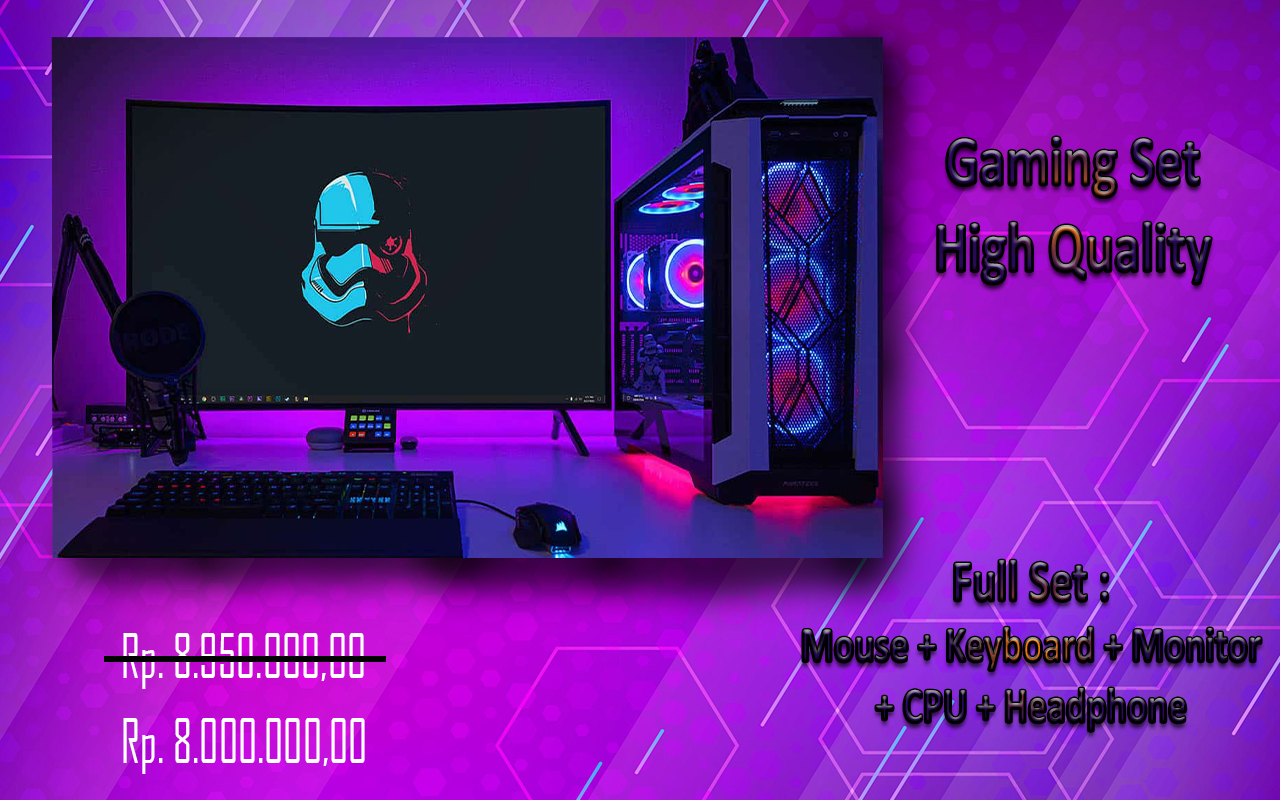 Gaming Set
High Quality
RODE
Full Set :
Mouse + Keyboard + Monitor
+ CPU + Headphone
Rp. 8.950.000,00
Rp. 8.000.000,00